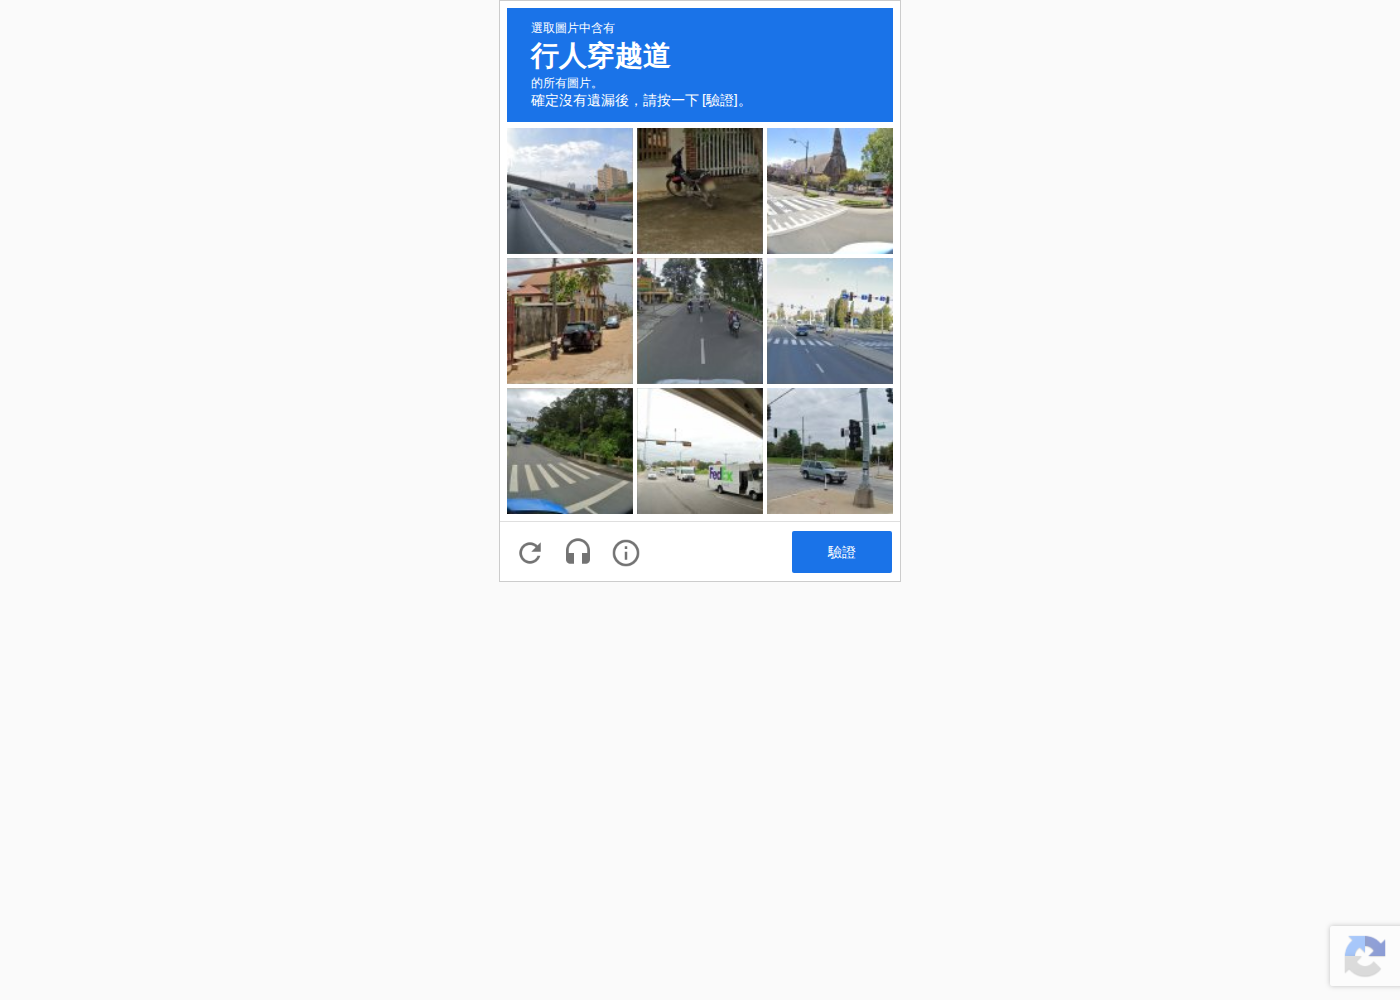 選取圖片中含有
行人穿越道
的所有圖片。
確定沒有遺漏後，請按一下 [驗證]。
FedEx
驗證